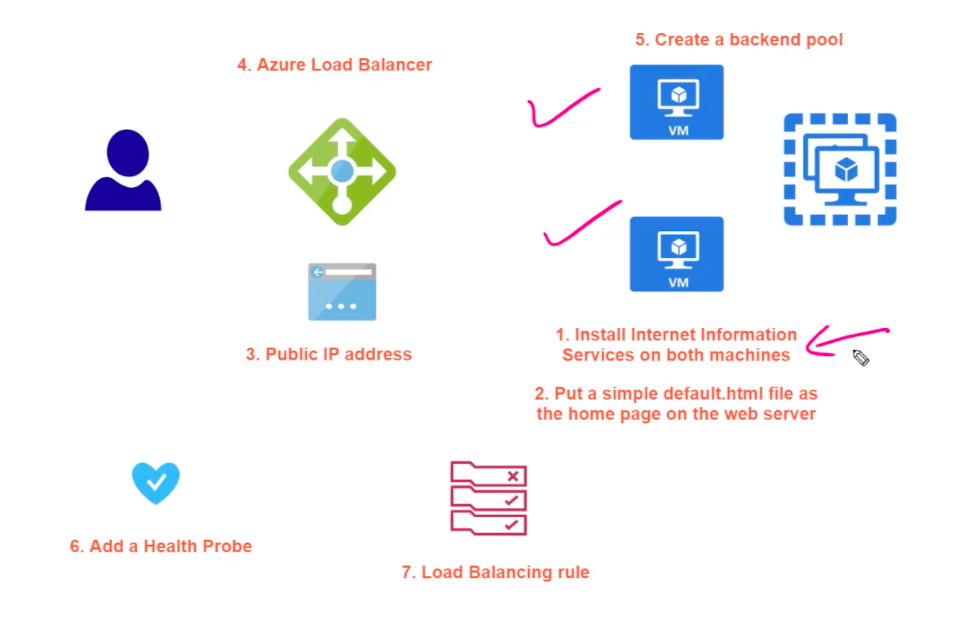 5. Create a backend pool
4. Azure Load Balancer
VM
VM
3. Public IP address
1. Install Internet Information
Services on both machines
2. Put a simple default.html file as
the home page on the web server
6. Add a Health Probe
7. Load Balancing rule